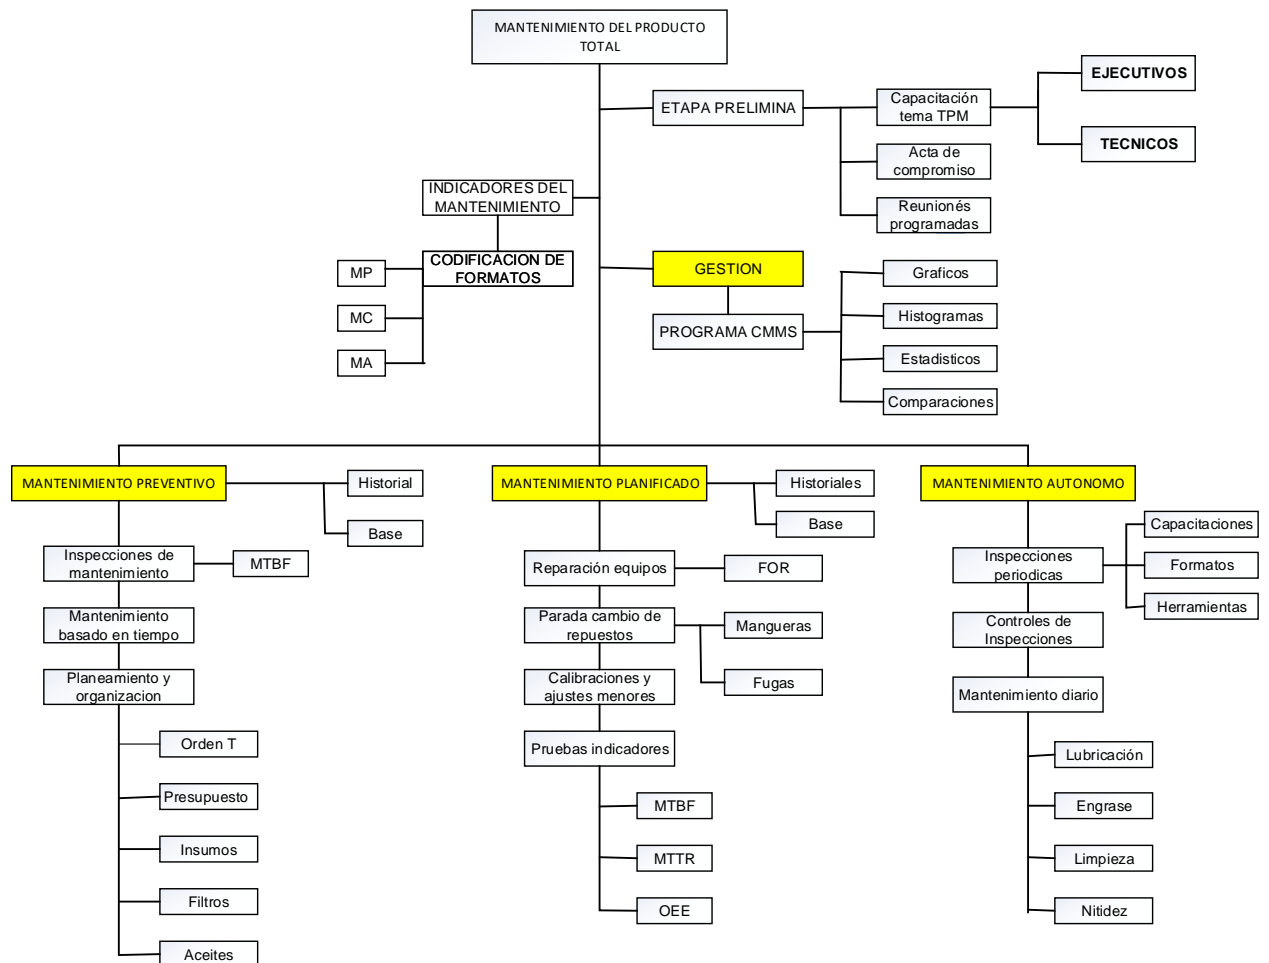 MANTENIMIENTO DEL PRODUCTO
TOTAL
ETAPA PRELIMINA
Capacitación
tema TPM
EJECUTIVOS
TECNICOS
Acta de
compromiso
Reunionés
programadas
INDICADORES DEL
MANTENIMIENTO
CODIFICACION DE
FORMATOS
MP
MC
MA
GESTION
PROGRAMA CMMS
Graficos
Histogramas
Estadisticos
Comparaciones
MANTENIMIENTO PREVENTIVO
Historial
Base
Inspecciones de
mantenimiento
MTBF
Mantenimiento
basado en tiempo
Planeamiento y
organizacion
Orden T
Presupuesto
Insumos
Filtros
Aceites
MANTENIMIENTO PLANIFICADO
Historiales
Base
Reparación equipos
FOR
Parada cambio de
repuestos
Mangueras
Fugas
Calibraciones y
ajustes menores
Pruebas indicadores
MTBF
MTTR
OEE
MANTENIMIENTO AUTONOMO
Capacitaciones
Inspecciones
periodicas
Formatos
Herramientas
Controles de
Inspecciones
Mantenimiento diario
Lubricación
Engrase
Limpieza
Nitidez